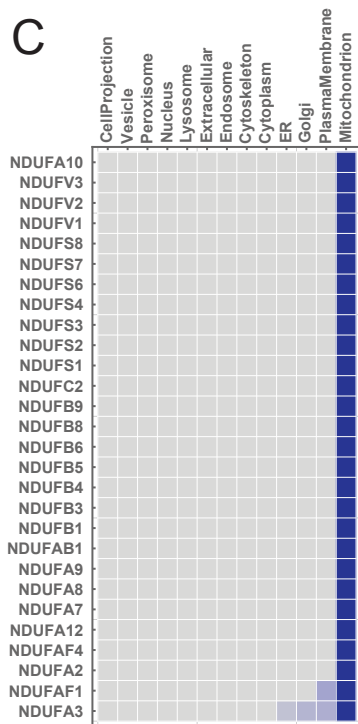 C
CellProjection
Vesicle
Peroxisome
Nucleus
Lysosome
Extracellular
Endosome
Cytoskeleton
Cytoplasm
ER
Golgi
PlasmaMembrane
Mitochondrion
NDUFA10
NDUFV3
NDUFV2
NDUFV1
NDUFS8
NDUFS7
NDUFS6
NDUFS4
NDUFS3
NDUFS2
NDUFS1
NDUFC2
NDUFB9
NDUFB8
NDUFB6
NDUFB5
NDUFB4
NDUFB3
NDUFB1
NDUFAB1
NDUFA9
NDUFA8
NDUFA7
NDUFA12
NDUFAF4
NDUFA2
NDUFAF1
NDUFA3